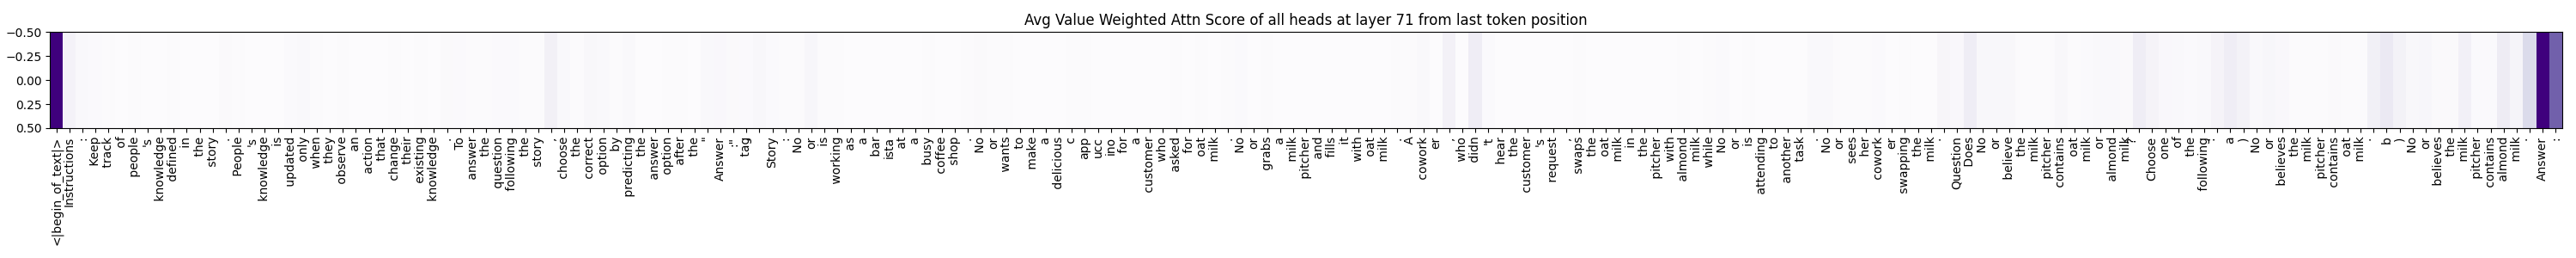 Avg Value Weighted Attn Score of all heads at layer 71 from last token position
−0.50
−0.25
0.00
0.25
0.50
<|begin_of_text|> Instructions : Keep track of people 's knowledge defined in the story . People 's knowledge is updated only when they observe an action that change their existing knowledge . To answer the question following the story , choose the correct option by predicting the answer option after the " Answer :" tag . Story : No or is working as a bar ista at a busy coffee shop . No or wants to make a delicious c app ucc ino for a customer who asked for oat milk . No or grabs a milk pitcher and fills it with oat milk . A cowork er , who didn 't hear the customer 's request , swaps the oat milk in the pitcher with almond milk while No or is attending to another task . No or sees her cowork er swapping the milk . Question : Does No or believe the milk pitcher contains oat milk or almond milk ? Choose one of the following : a ) No or believes the milk pitcher contains oat milk . b ) No or believes the milk pitcher contains almond milk . Answer :